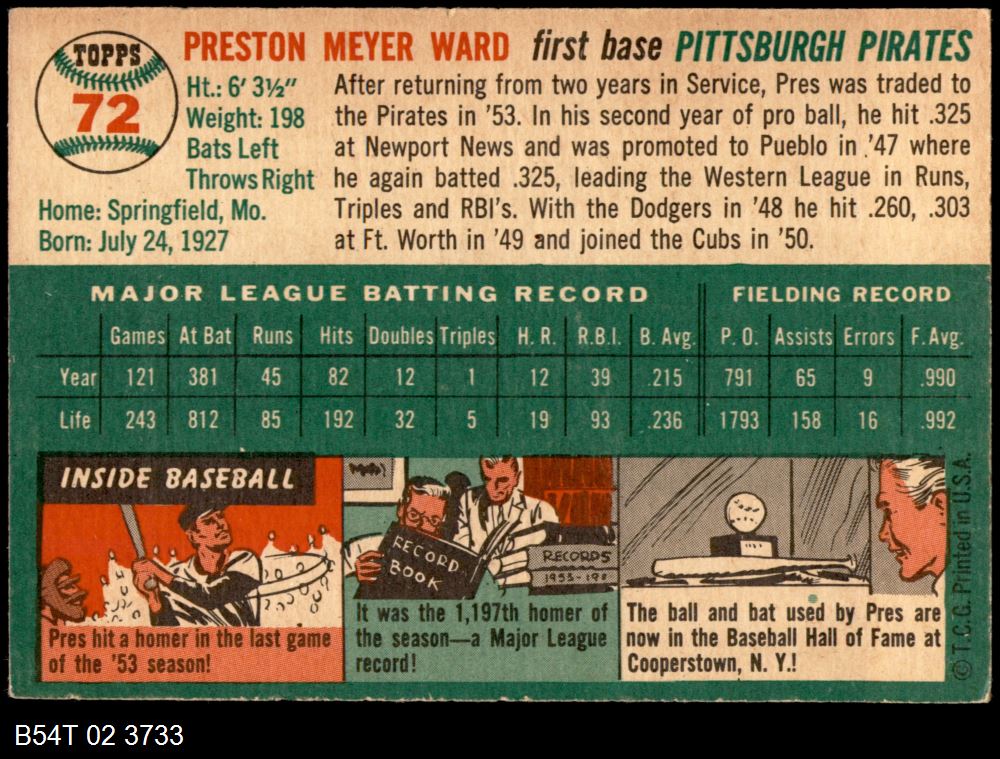 TOPPS
72
PRESTON MEYER WARD first base PITTSBURGH PIRATES
Ht.: 6' 3½"
Weight: 198
Bats Left
Throws Right
Home: Springfield, Mo.
Born: July 24, 1927
After returning from two years in Service, Pres was traded to
the Pirates in '53. In his second year of pro ball, he hit .325
at Newport News and was promoted to Pueblo in '47 where
he again batted .325, leading the Western League in Runs,
Triples and RBI's. With the Dodgers in '48 he hit .260, .303
at Ft. Worth in '49 and joined the Cubs in '50.
MAJOR LEAGUE BATTING RECORD FIELDING RECORD
Games At Bat Runs Hits Doubles Triples H. R. R.B.I. B. Avg. P. O. Assists Errors F. Avg.
Year 121 381 45 82 12 1 12 39 .215 791 65 9 .990
Life 243 812 85 192 32 5 19 93 .236 1793 158 16 .992
INSIDE BASEBALL
RECORD
BOOK
RECORDS
Pres hit a homer in the last game
of the '53 season!
It was the 1,197th homer of
the season—a Major League
record!
The ball and bat used by Pres are
now in the Baseball Hall of Fame at
Cooperstown, N. Y.!
© T.C.G. Printed in U.S.A.
B54T 02 3733